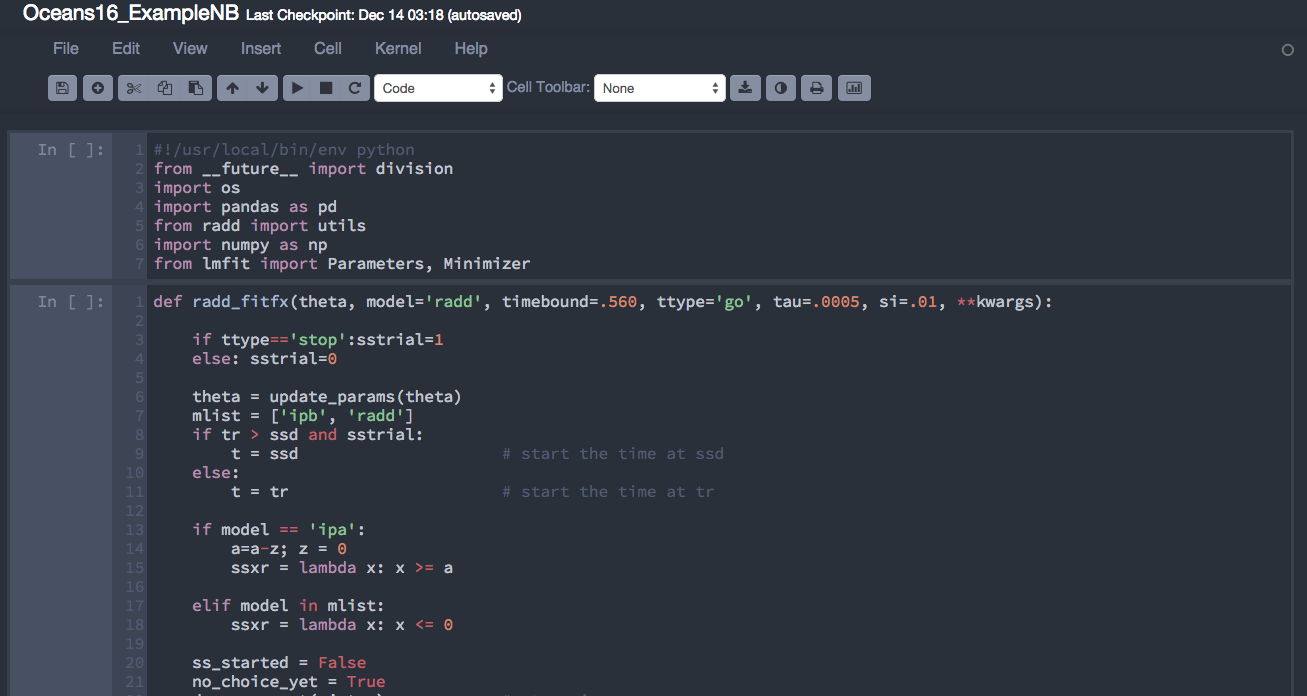 Oceans16_ExampleNB Last Checkpoint: Dec 14 03:18 (autosaved)
File Edit View Insert Cell Kernel Help
Code Cell Toolbar: None
In [ ]:
1 #!/usr/local/bin/env python
2 from __future__ import division
3 import os
4 import pandas as pd
5 from radd import utils
6 import numpy as np
7 from lmfit import Parameters, Minimizer
In [ ]:
1 def radd_fitfx(theta, model='radd', timebound=.560, ttype='go', tau=.0005, si=.01, **kwargs):
2
3     if ttype=='stop':sstrial=1
4     else: sstrial=0
5
6     theta = update_params(theta)
7     mlist = ['ipb', 'radd']
8     if tr > ssd and sstrial:
9         t = ssd                     # start the time at ssd
10     else:
11         t = tr                      # start the time at tr
12
13     if model == 'ipa':
14         a=a-z; z = 0
15         ssxr = lambda x: x >= a
16
17     elif model in mlist:
18         ssxr = lambda x: x <= 0
19
20     ss_started = False
21     no_choice_yet = True